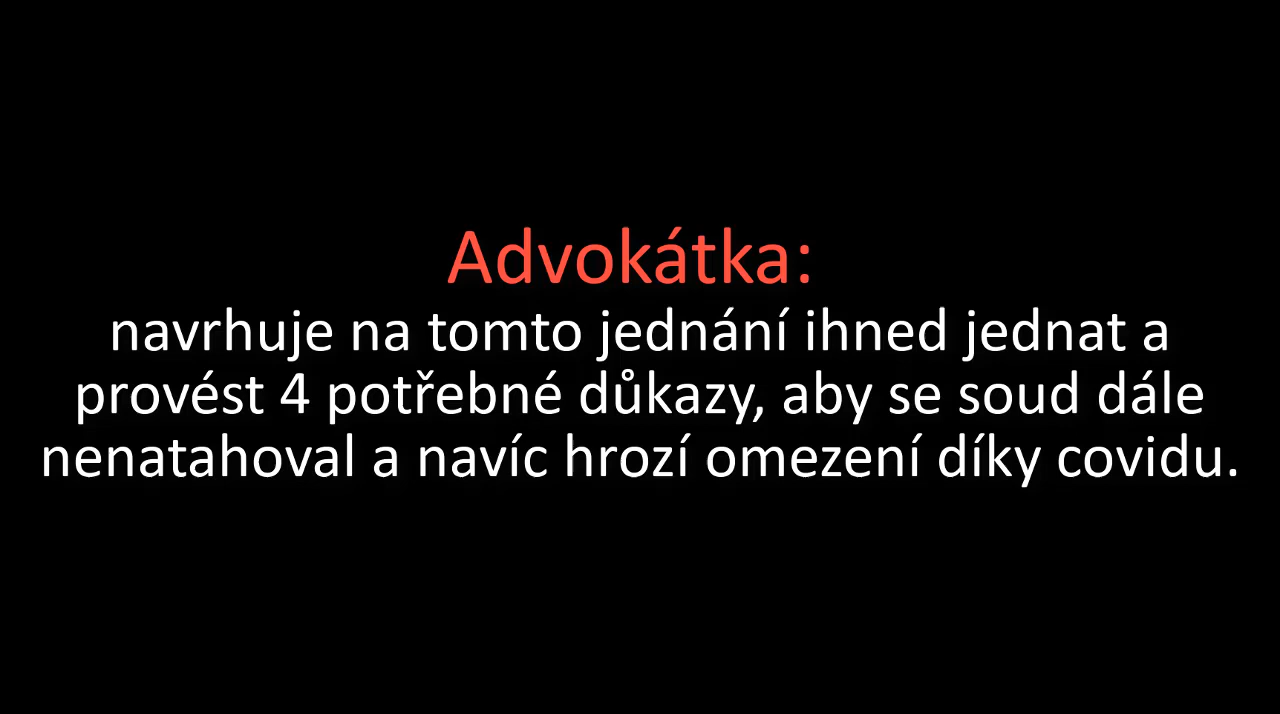 Advokátka:
navrhuje na tomto jednání ihned jednat a
provést 4 potřebné důkazy, aby se soud dále
nenatahoval a navíc hrozí omezení díky covidu.